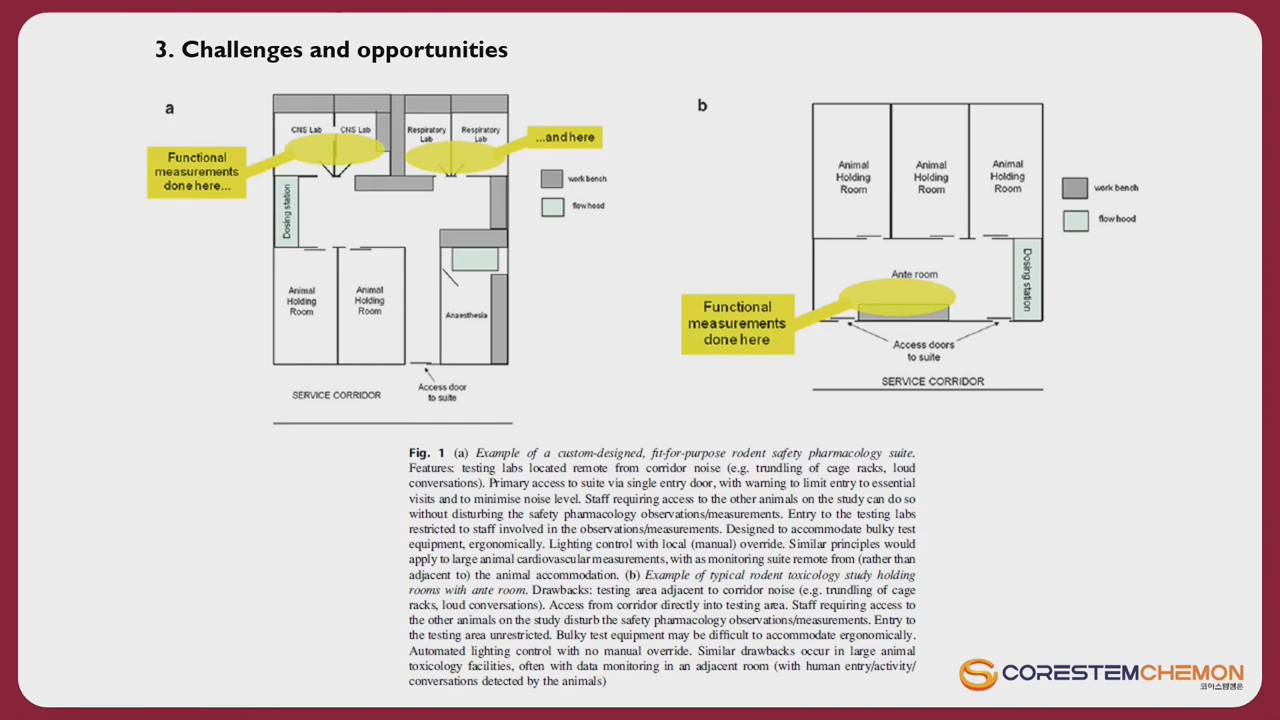 3. Challenges and opportunities
a
CNS Lab
CNS Lab
Respiratory
Lab
Respiratory
Lab
Functional
measurements
done here...
...and here
work bench
flow hood
Dosing station
Animal
Holding
Room
Animal
Holding
Room
Anaesthesia
SERVICE CORRIDOR
Access door
to suite
b
Animal
Holding
Room
Animal
Holding
Room
Animal
Holding
Room
work bench
flow hood
Ante room
Dosing station
Functional
measurements
done here
Access doors
to suite
SERVICE CORRIDOR
Fig. 1 (a) Example of a custom-designed, fit-for-purpose rodent safety pharmacology suite.
Features: testing labs located remote from corridor noise (e.g. trundling of cage racks, loud
conversations). Primary access to suite via single entry door, with warning to limit entry to essential
visits and to minimise noise level. Staff requiring access to the other animals on the study can do so
without disturbing the safety pharmacology observations/measurements. Entry to the testing labs
restricted to staff involved in the observations/measurements. Designed to accommodate bulky test
equipment, ergonomically. Lighting control with local (manual) override. Similar principles would
apply to large animal cardiovascular measurements, with as monitoring suite remote from (rather than
adjacent to) the animal accommodation. (b) Example of typical rodent toxicology study holding
rooms with ante room. Drawbacks: testing area adjacent to corridor noise (e.g. trundling of cage
racks, loud conversations). Access from corridor directly into testing area. Staff requiring access to
the other animals on the study disturb the safety pharmacology observations/measurements. Entry to
the testing area unrestricted. Bulky test equipment may be difficult to accommodate ergonomically.
Automated lighting control with no manual override. Similar drawbacks occur in large animal
toxicology facilities, often with data monitoring in an adjacent room (with human entry/activity/
conversations detected by the animals)
CORESTEMCHEMON
코아스템켐온